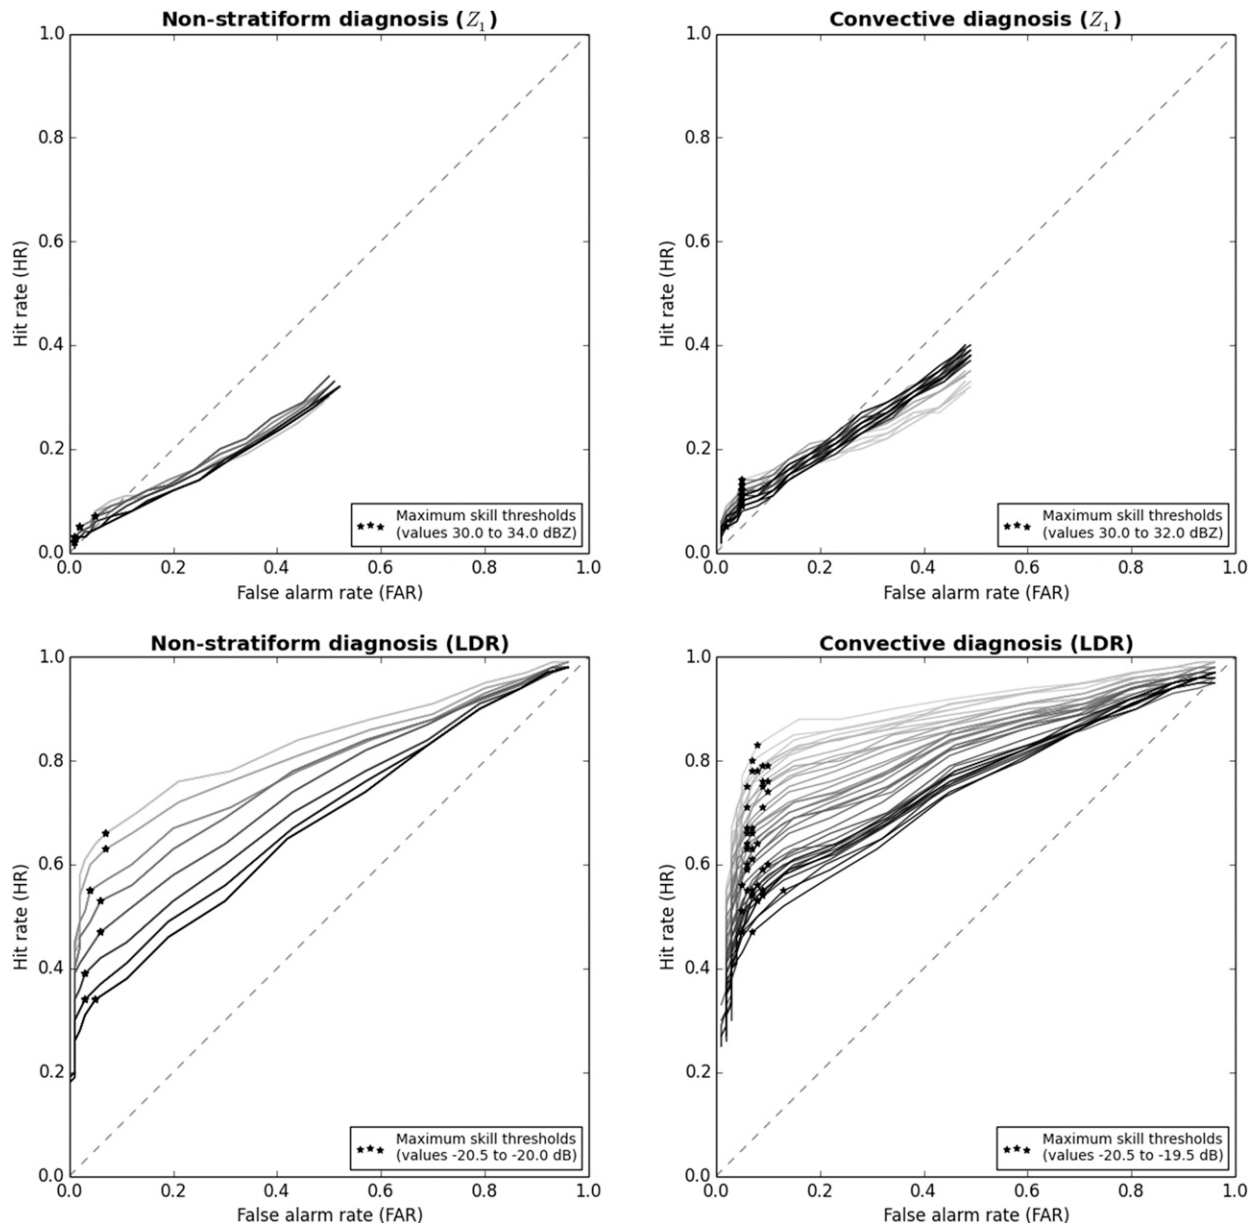 Non-stratiform diagnosis (Z1)
Convective diagnosis (Z1)
1.0
0.8
0.6
0.4
0.2
0.0
Hit rate (HR)
Maximum skill thresholds
(values 30.0 to 34.0 dBZ)
0.0 0.2 0.4 0.6 0.8 1.0
False alarm rate (FAR)
1.0
0.8
0.6
0.4
0.2
0.0
Hit rate (HR)
Maximum skill thresholds
(values 30.0 to 32.0 dBZ)
0.0 0.2 0.4 0.6 0.8 1.0
False alarm rate (FAR)
Non-stratiform diagnosis (LDR)
Convective diagnosis (LDR)
1.0
0.8
0.6
0.4
0.2
0.0
Hit rate (HR)
Maximum skill thresholds
(values -20.5 to -20.0 dB)
0.0 0.2 0.4 0.6 0.8 1.0
False alarm rate (FAR)
1.0
0.8
0.6
0.4
0.2
0.0
Hit rate (HR)
Maximum skill thresholds
(values -20.5 to -19.5 dB)
0.0 0.2 0.4 0.6 0.8 1.0
False alarm rate (FAR)